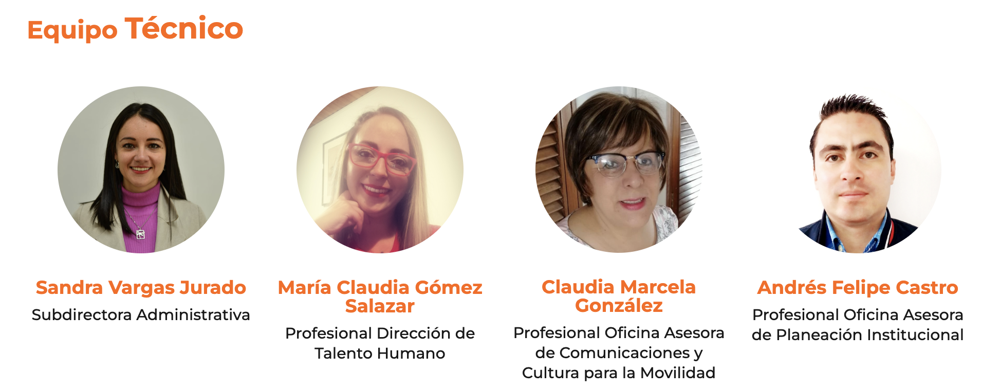 Equipo Técnico
Sandra Vargas Jurado
Subdirectora Administrativa
María Claudia Gómez
Salazar
Profesional Dirección de
Talento Humano
Claudia Marcela
González
Profesional Oficina Asesora
de Comunicaciones y
Cultura para la Movilidad
Andrés Felipe Castro
Profesional Oficina Asesora
de Planeación Institucional